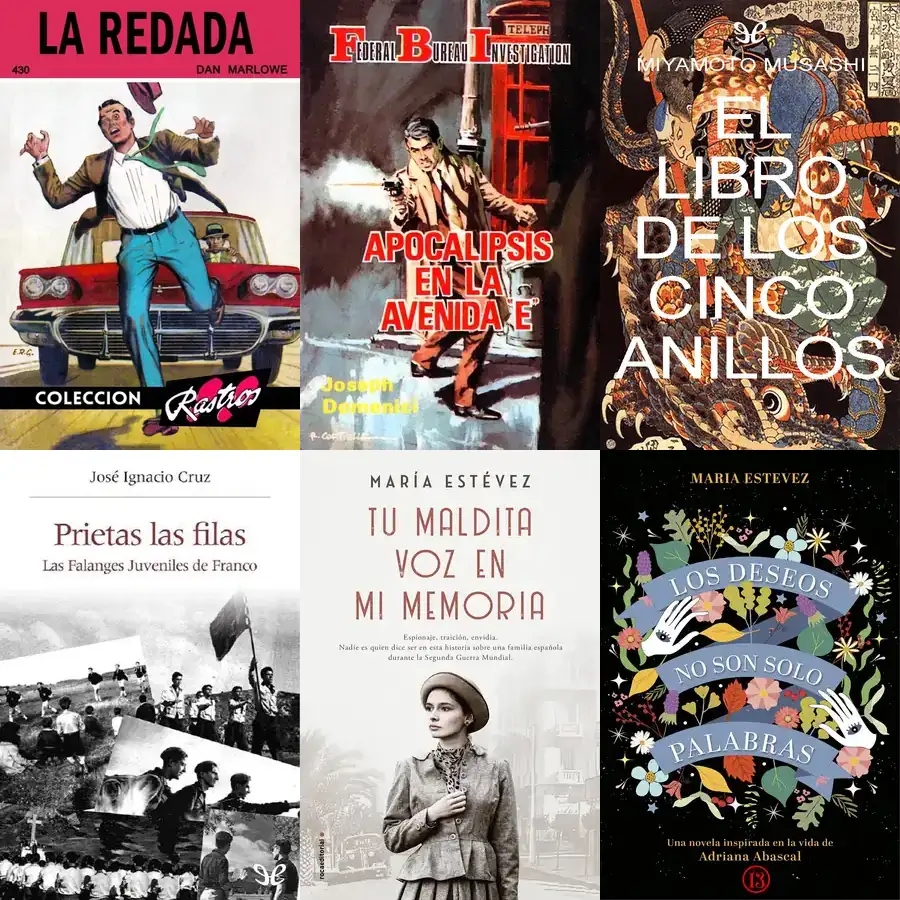 LA REDADA
430 DAN MARLOWE
E.R.G.
COLECCION Rastros
TELEPH
FEDERAL BUREAU INVESTIGATION
APOCALIPSIS
EN LA
AVENIDA "E"
Joseph
Domenici
MIYAMOTO MUSASHI
EL
LIBRO
DE LOS
CINCO
ANILLOS
José Ignacio Cruz
Prietas las filas
Las Falanges Juveniles de Franco
MARÍA ESTÉVEZ
TU MALDITA
VOZ EN
MI MEMORIA
Espionaje, traición, envidia.
Nadie es quien dice ser en esta historia sobre una familia española
durante la Segunda Guerra Mundial.
rocaeditorial
MARIA ESTEVEZ
LOS DESEOS
NO SON SOLO
PALABRAS
Una novela inspirada en la vida de
Adriana Abascal
13